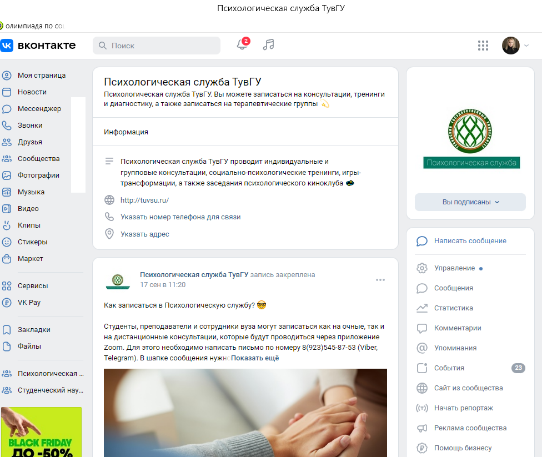 Психологическая служба ТувГУ
олимпиада по со
вконтакте
Поиск
2
Моя страница
Новости
Мессенджер
Звонки
Друзья
Сообщества
Фотографии
Музыка
Видео
Клипы
Стикеры
Маркет
Сервисы
VK Pay
Закладки
Файлы
Психологическая ...
Студенческий нау...
BLACK FRIDAY
ДО -50%
Психологическая служба ТувГУ
Психологическая служба ТувГУ. Вы можете записаться на консультации, тренинги
и диагностику, а также записаться на терапевтические группы.
Информация
Психологическая служба ТувГУ проводит индивидуальные и
групповые консультации, социально-психологические тренинги, игры-
трансформации, а также заседания психологического киноклуба
http://tuvsu.ru/
Указать номер телефона для связи
Указать адрес
Психологическая служба ТувГУ запись закреплена
17 сен в 11:20
Как записаться в Психологическую службу?
Студенты, преподаватели и сотрудники вуза могут записаться как на очные, так и
на дистанционные консультации, которые будут проводиться через приложение
Zoom. Для этого необходимо написать письмо по номеру 8(923)545-87-53 (Viber,
Telegram). В шапке сообщения нужн. Показать ещё
Психологическая служба
Вы подписаны
Написать сообщение
Управление
Сообщения
Статистика
Комментарии
Упоминания
События 23
Сайт из сообщества
Начать репортаж
Реклама сообщества
Помощь бизнесу